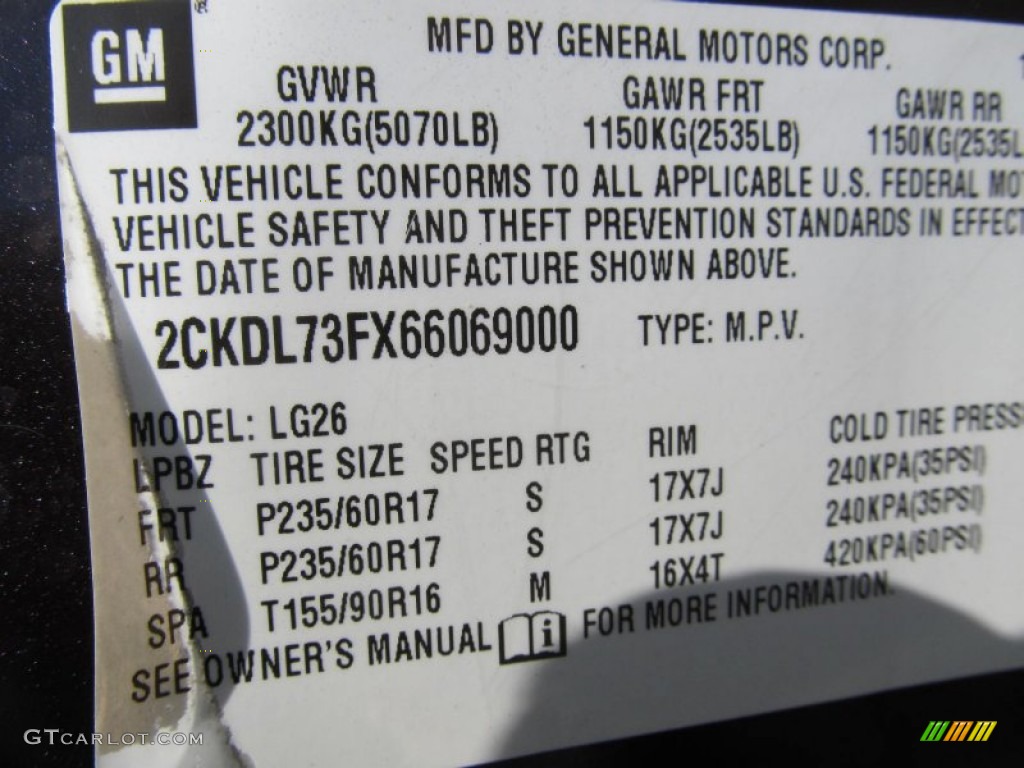 GM ®
MFD BY GENERAL MOTORS CORP.
GVWR GAWR FRT GAWR RR
2300KG(5070LB) 1150KG(2535LB) 1150KG(2535L
THIS VEHICLE CONFORMS TO ALL APPLICABLE U.S. FEDERAL MOT
VEHICLE SAFETY AND THEFT PREVENTION STANDARDS IN EFFECT
THE DATE OF MANUFACTURE SHOWN ABOVE.
2CKDL73FX66069000 TYPE: M.P.V.
MODEL: LG26
LPBZ TIRE SIZE SPEED RTG RIM COLD TIRE PRESS
FRT P235/60R17 S 17X7J 240KPA(35PSI)
RR P235/60R17 S 17X7J 240KPA(35PSI)
SPA T155/90R16 M 16X4T 420KPA(60PSI)
SEE OWNER'S MANUAL i FOR MORE INFORMATION.
GTCARLOT.COM